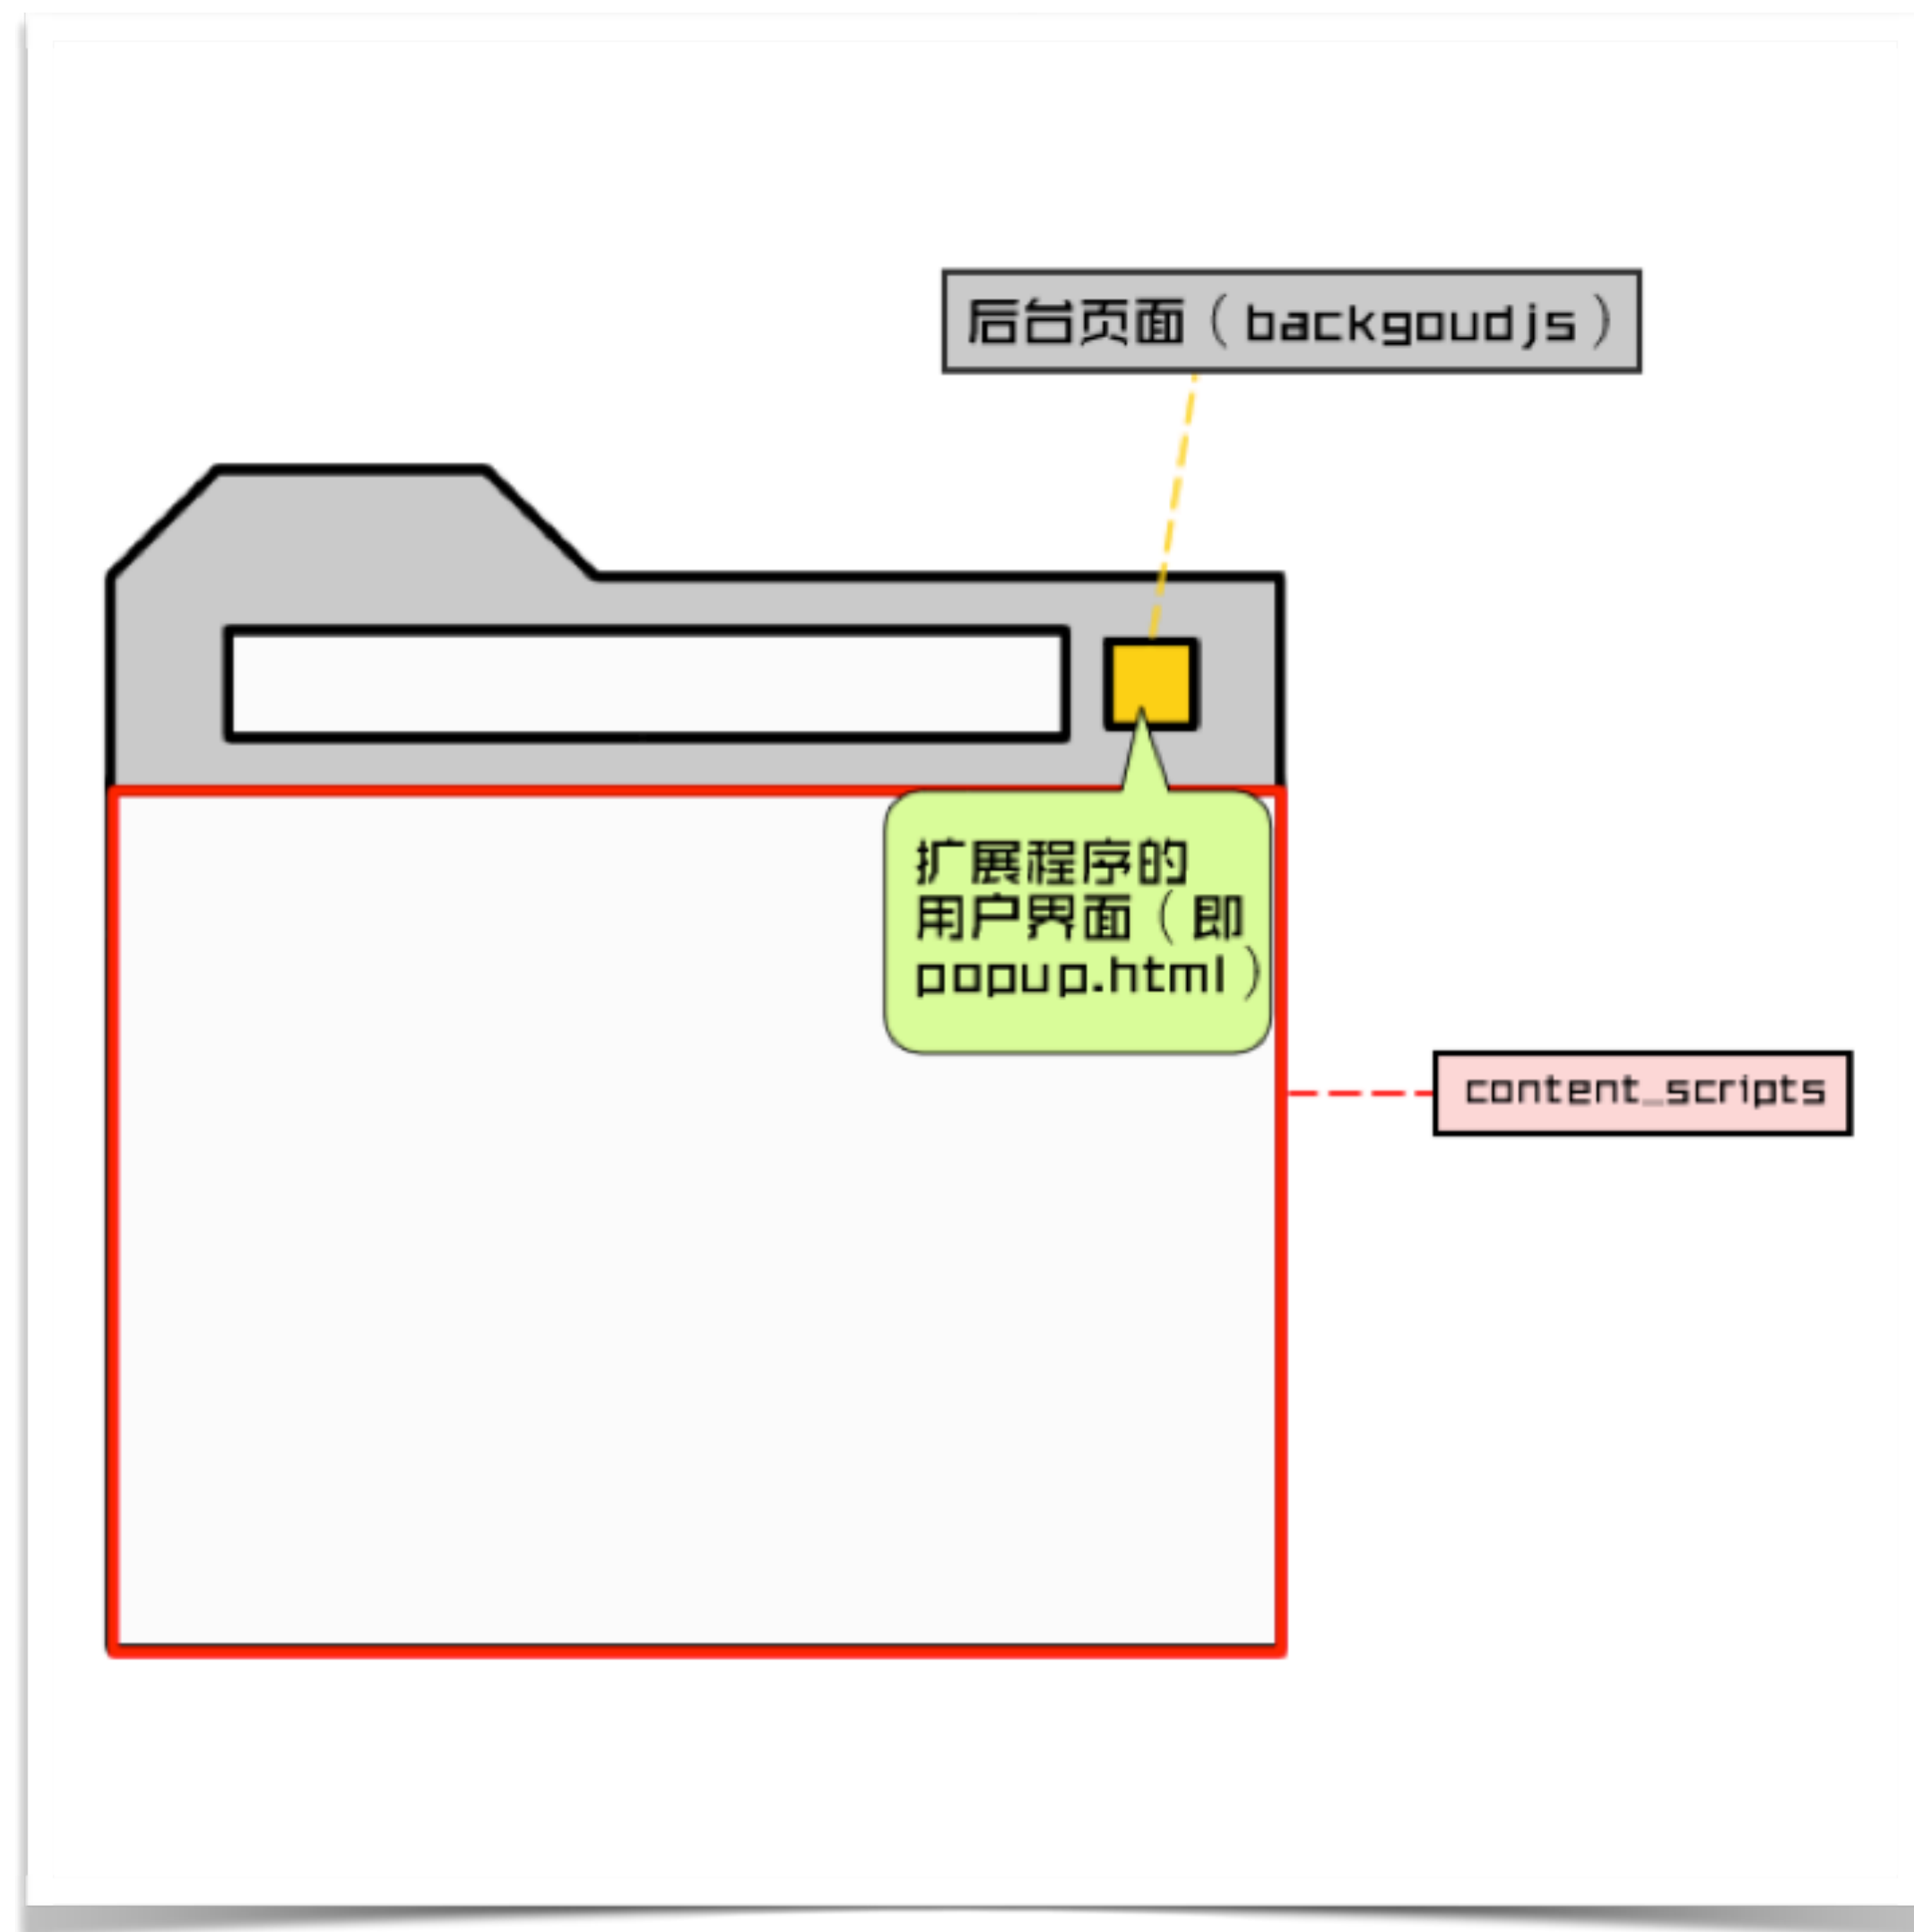 后台页面（backgoudjs）
扩展程序的
用户界面（即
popup.html）
content_scripts